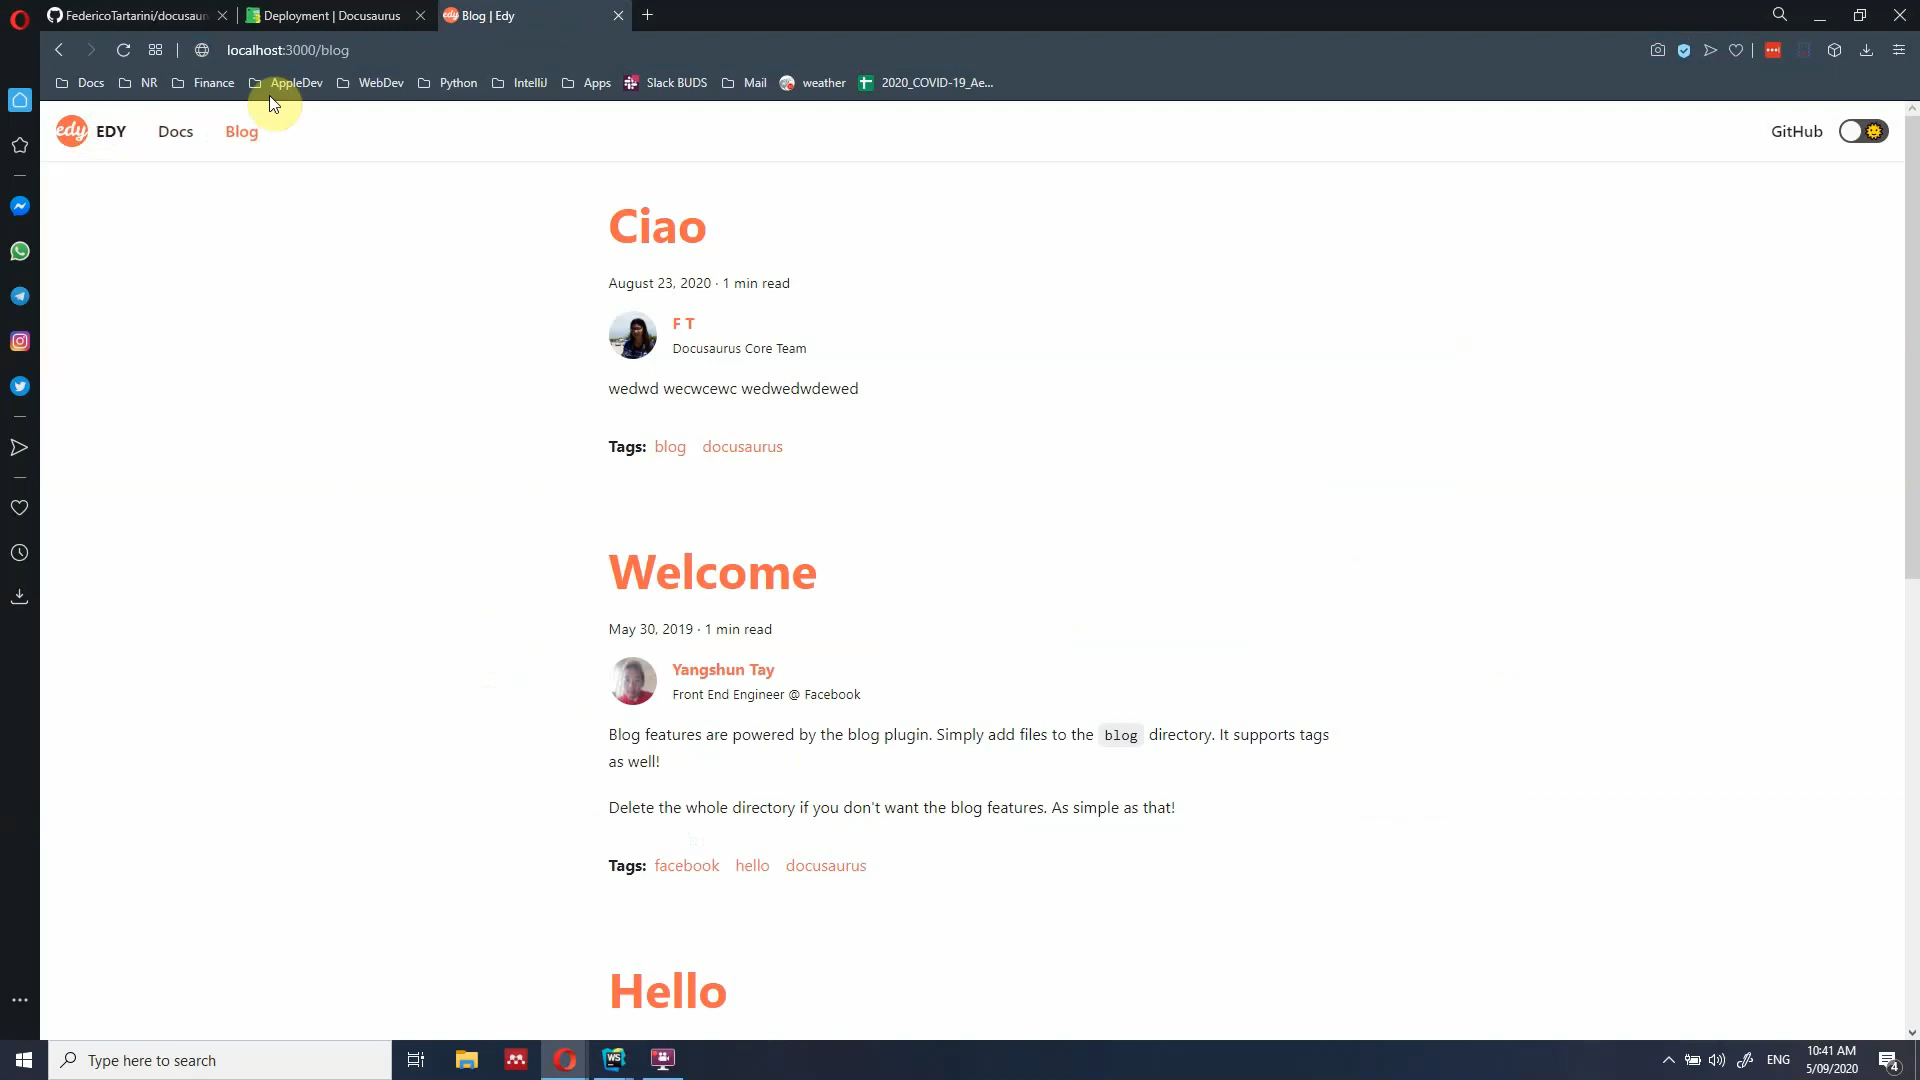 FedericoTartarini/docusaur
Deployment | Docusaurus
edy Blog | Edy
localhost:3000/blog
Docs NR Finance AppleDev WebDev Python IntelliJ Apps Slack BUDS Mail weather 2020_COVID-19_Ae...
edy EDY Docs Blog GitHub
Ciao
August 23, 2020 · 1 min read
F T
Docusaurus Core Team
wedwd wecwcewc wedwedwdewed
Tags: blog docusaurus
Welcome
May 30, 2019 · 1 min read
Yangshun Tay
Front End Engineer @ Facebook
Blog features are powered by the blog plugin. Simply add files to the blog directory. It supports tags
as well!
Delete the whole directory if you don't want the blog features. As simple as that!
Tags: facebook hello docusaurus
Hello
Type here to search
WS
ENG
10:41 AM
5/09/2020
4